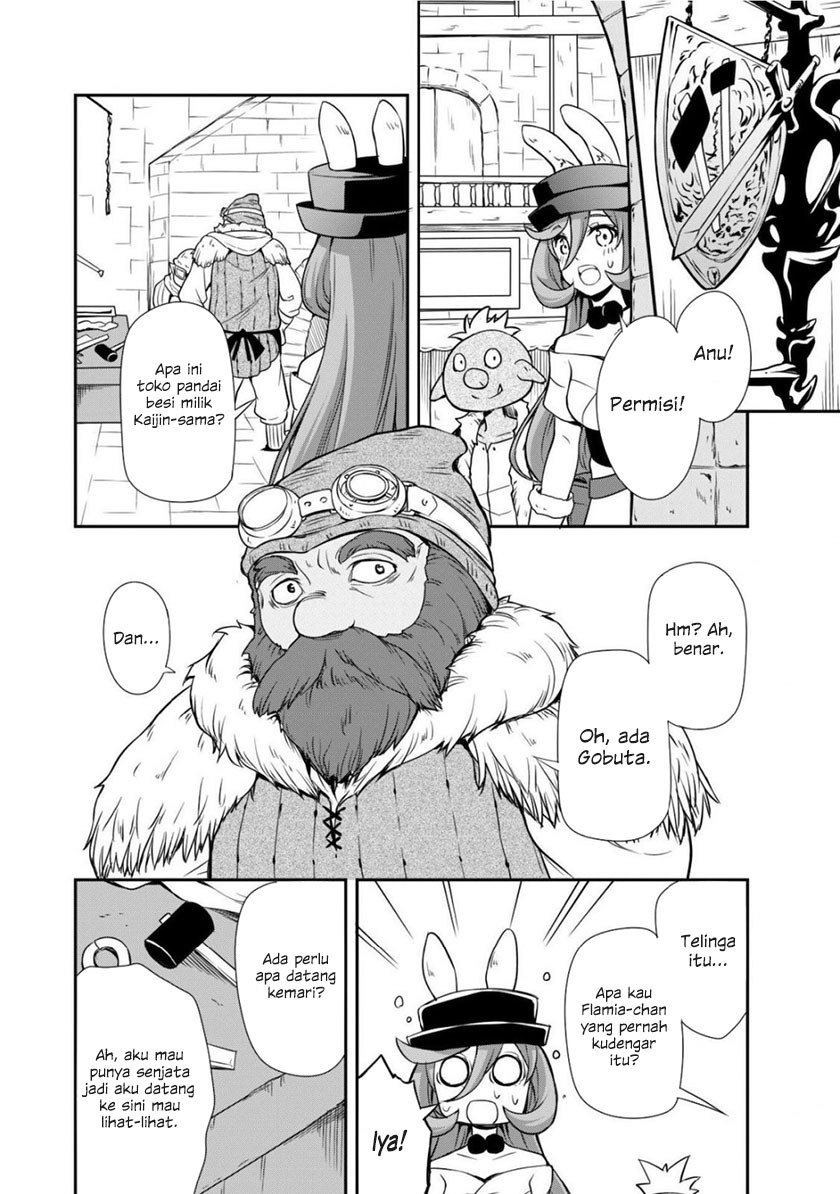 Anu!
Permisi!
Apa ini
toko pandai
besi milik
Kaijin-sama?
Hm? Ah,
benar.
Oh, ada
Gobuta.
Dan...
Telinga
itu...
Apa kau
Flamia-chan
yang pernah
kudengar
itu?
Iya!
Ada perlu
apa datang
kemari?
Ah, aku mau
punya senjata
jadi aku datang
ke sini mau
lihat-lihat.